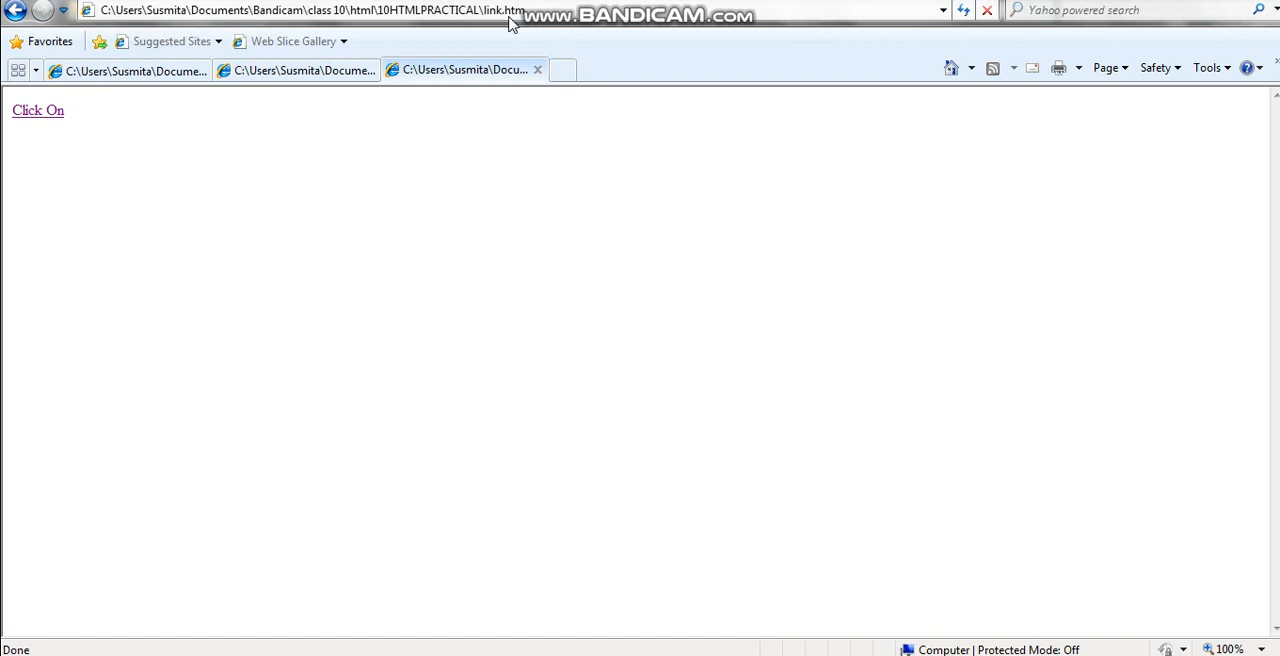 C:\Users\Susmita\Documents\Bandicam\class 10\html\10HTMLPRACTICAL\link.htm
www.BANDICAM.com
Yahoo powered search
Favorites
Suggested Sites
Web Slice Gallery
C:\Users\Susmita\Docume...
C:\Users\Susmita\Docume...
C:\Users\Susmita\Docu...
Page
Safety
Tools
Click On
Done
Computer | Protected Mode: Off
100%